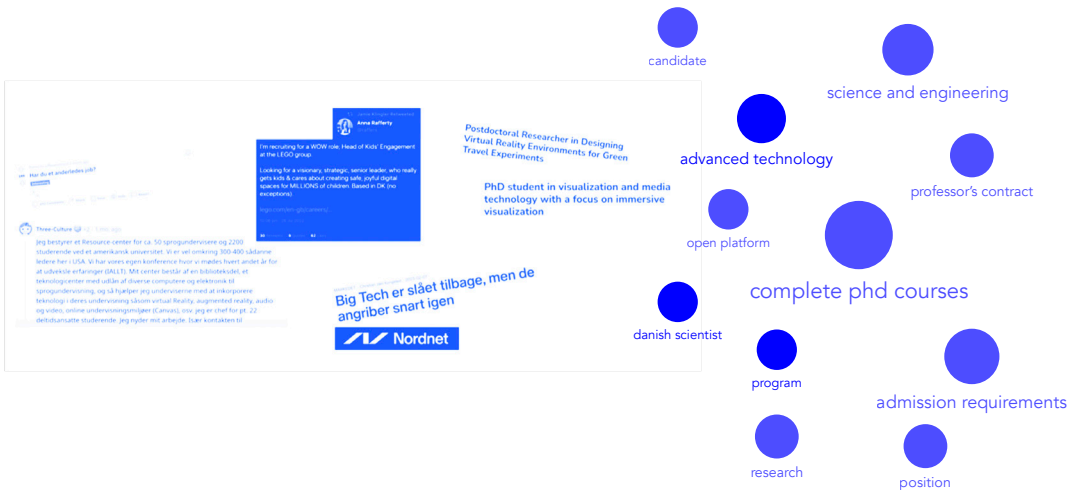 candidate
science and engineering
advanced technology
professor's contract
open platform
complete phd courses
danish scientist
program
admission requirements
research
position
Har du et anderledes job?
Three-Culture
Jeg bestyrer et Resource center for ca. 50 sprogundervisere og 2200
studerende ved et amerikansk universitet. Vi er vel omkring 300-400 sådanne
ledere her i USA. Vi har vores egen konference hvor vi mødes hvert andet år for
at udveksle erfaringer (IALLT). Mit center består af en biblioteksdel, et
teknologicenter med udlån af diverse computere og elektronik til
sprogundervisning, og så hjælper jeg underviserne med at inkorporere
teknologi i deres undervisning såsom virtual Reality, augmented reality, audio
og video, online undervisningsmiljøer (Canvas), osv. Jeg er chef for pt. 22
deltidsansatte studerende. Jeg nyder mit arbejde. Især kontakten til
Anna Rafferty
I'm recruiting for a WOW role, Head of Kids' Engagement
at the LEGO group
Looking for a visionary, strategic, senior leader, who really
gets kids & cares about creating safe, joyful digital
spaces for MILLIONS of children. Based in DK (no
exceptions)
Postdoctoral Researcher in Designing
Virtual Reality Environments for Green
Travel Experiments
PhD student in visualization and media
technology with a focus on immersive
visualization
Big Tech er slået tilbage, men de
angriber snart igen
Nordnet